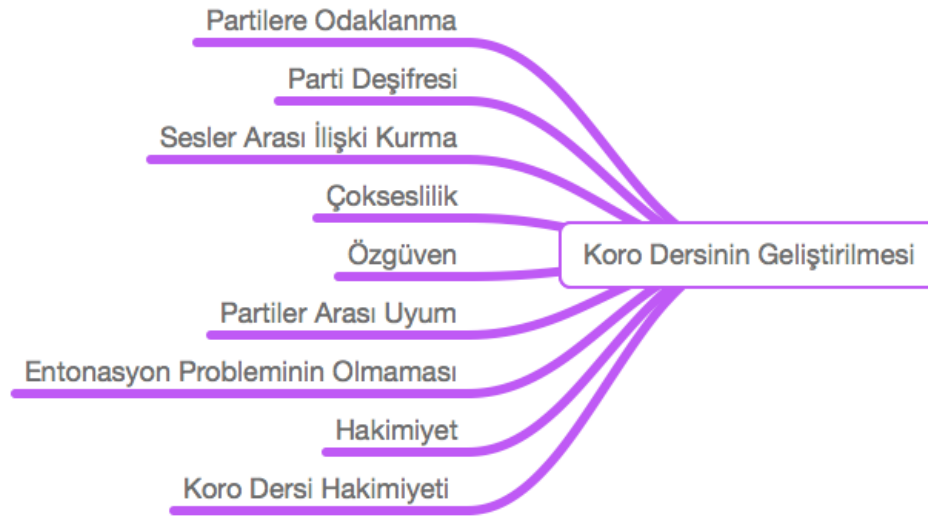 Partilere Odaklanma
Parti Deşifresi
Sesler Arası İlişki Kurma
Çokseslilik
Özgüven
Koro Dersinin Geliştirilmesi
Partiler Arası Uyum
Entonasyon Probleminin Olmaması
Hakimiyet
Koro Dersi Hakimiyeti